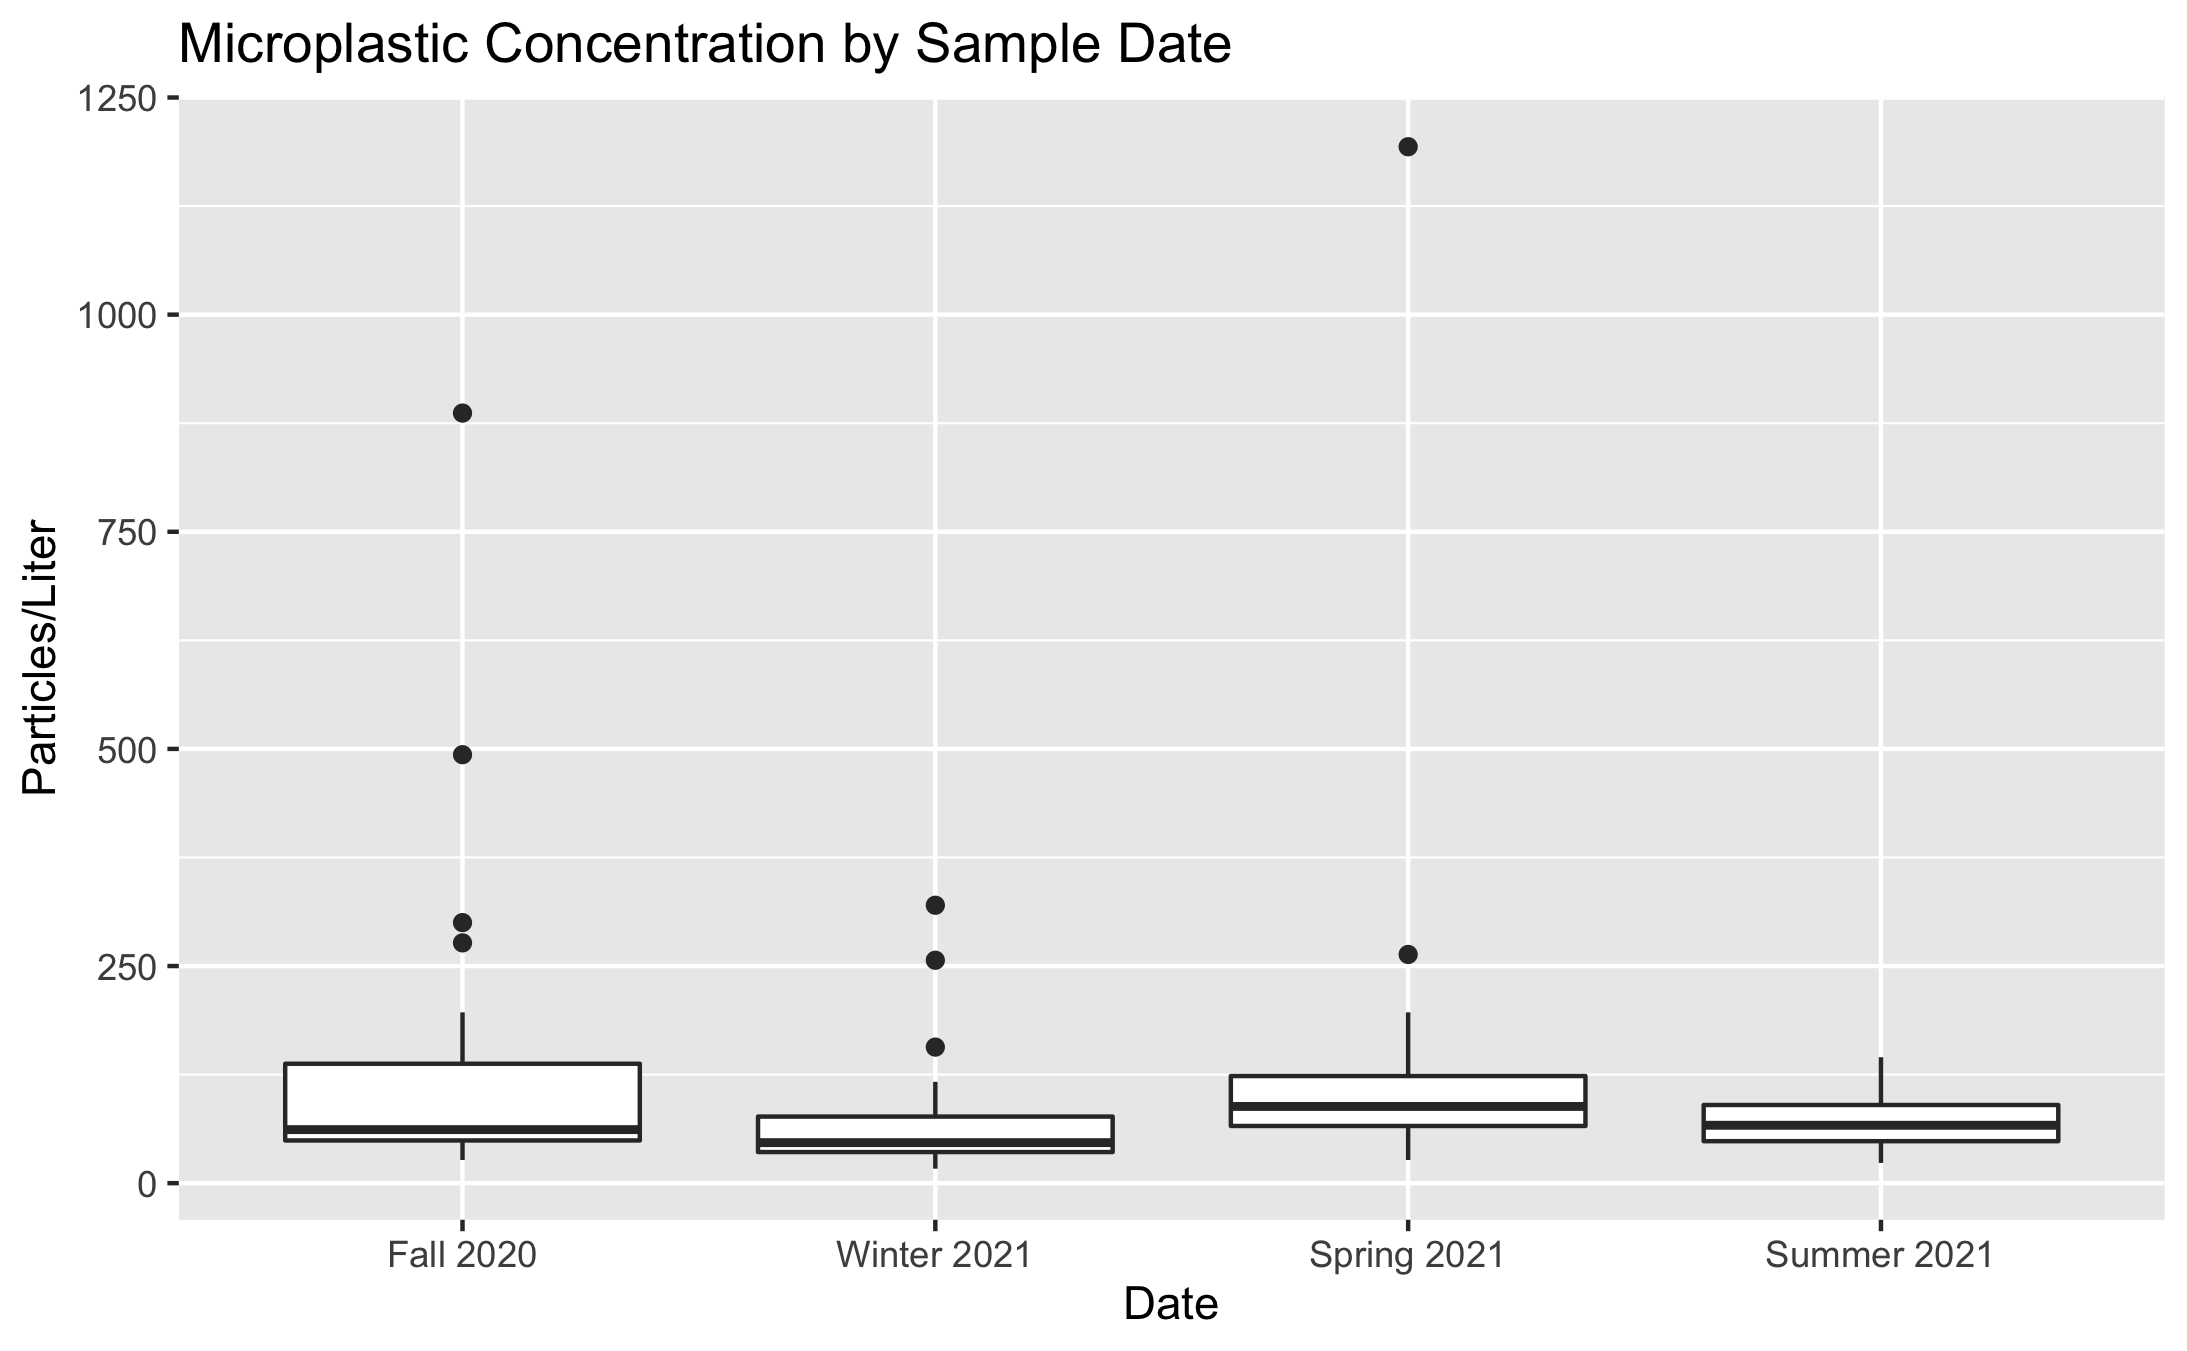 Microplastic Concentration by Sample Date
1250
1000
750
500
250
0
Particles/Liter
Fall 2020
Winter 2021
Spring 2021
Summer 2021
Date